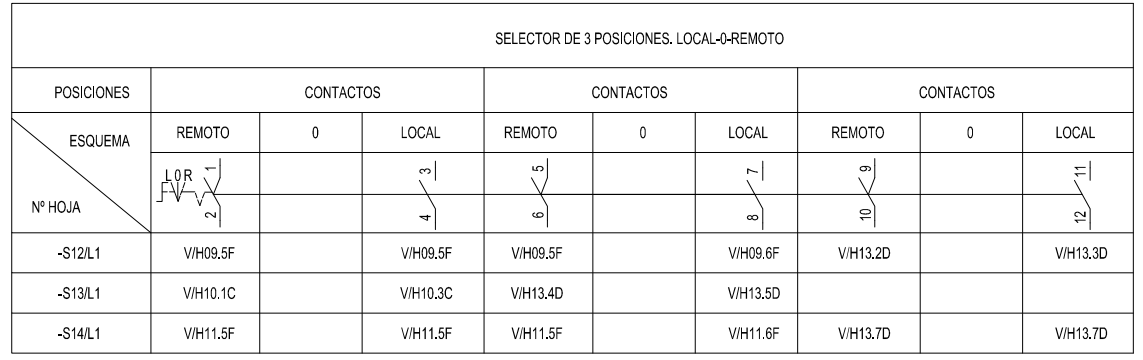 SELECTOR DE 3 POSICIONES. LOCAL-0-REMOTO
POSICIONES CONTACTOS CONTACTOS CONTACTOS
ESQUEMA REMOTO 0 LOCAL REMOTO 0 LOCAL REMOTO 0 LOCAL
L 0 R 1 3 5 7 9 11
Nº HOJA 2 4 6 8 10 12
-S12/L1 V/H09.5F V/H09.5F V/H09.5F V/H09.6F V/H13.2D V/H13.3D
-S13/L1 V/H10.1C V/H10.3C V/H13.4D V/H13.5D
-S14/L1 V/H11.5F V/H11.5F V/H11.5F V/H11.6F V/H13.7D V/H13.7D